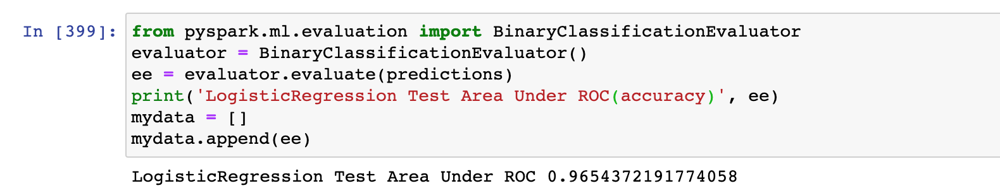 In [399]: from pyspark.ml.evaluation import BinaryClassificationEvaluator
evaluator = BinaryClassificationEvaluator()
ee = evaluator.evaluate(predictions)
print('LogisticRegression Test Area Under ROC(accuracy)', ee)
mydata = []
mydata.append(ee)
LogisticRegression Test Area Under ROC 0.9654372191774058